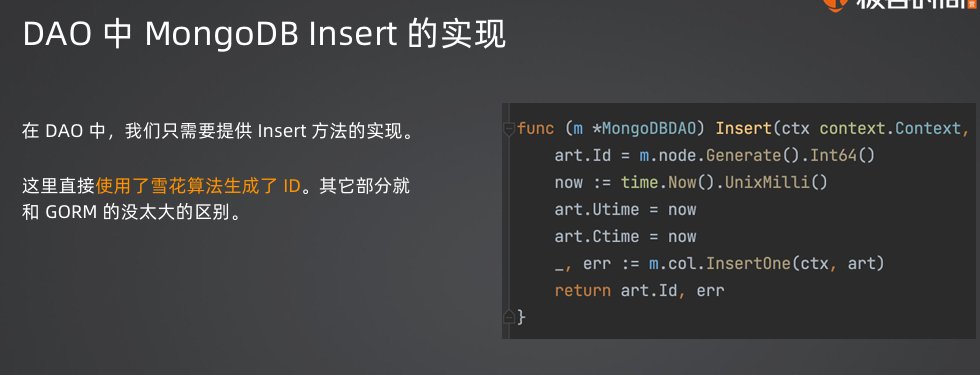 DAO 中 MongoDB Insert 的实现
在 DAO 中，我们只需要提供 Insert 方法的实现。
这里直接使用了雪花算法生成了 ID。其它部分就
和 GORM 的没太大的区别。
func (m *MongoDBDAO) Insert(ctx context.Context,
art.Id = m.node.Generate().Int64()
now := time.Now().UnixMilli()
art.Utime = now
art.Ctime = now
_, err := m.col.InsertOne(ctx, art)
return art.Id, err
}